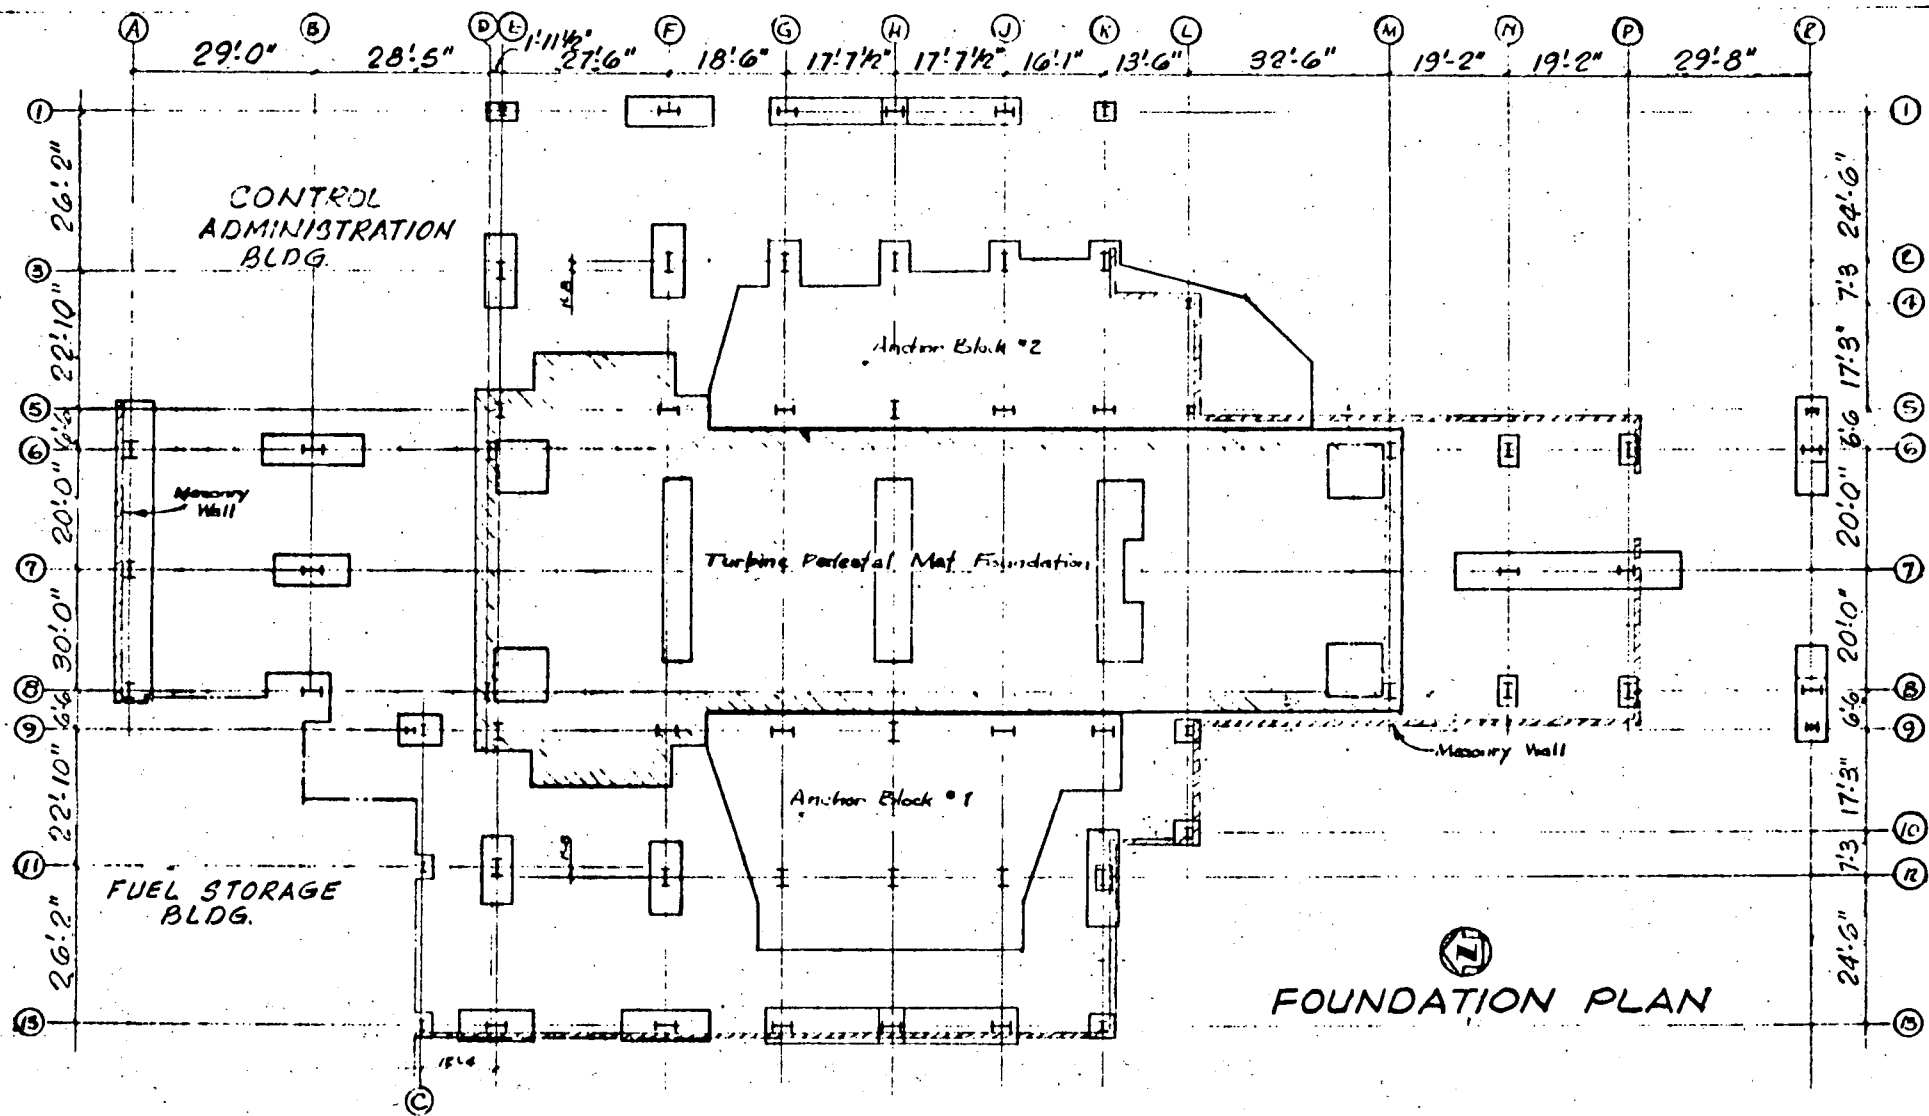 A B D E F G H J K L M N P R
29'-0" 28'-5" 1'-11½" 27'-6" 18'-6" 17'-7½" 17'-7½" 16'-1" 13'-6" 32'-6" 19'-2" 19'-2" 29'-8"
1 1
26'-2" 24'-6"
CONTROL
ADMINISTRATION
BLDG.
3 2
7'-3
4
22'-10" 17'-3"
Anchor Block #2
5 5
6'-6 6'-6
6 6
Masonry
Wall
20'-0" 20'-0"
Turbine Pedestal Mat Foundation
7 7
30'-0" 20'-0"
8 8
6'-6 6'-6
9 9
Masonry Wall
22'-10" 17'-3"
Anchor Block #1
10
7'-3
11 12
FUEL STORAGE
BLDG.
26'-2" 24'-6"
N
FOUNDATION PLAN
13 13
C